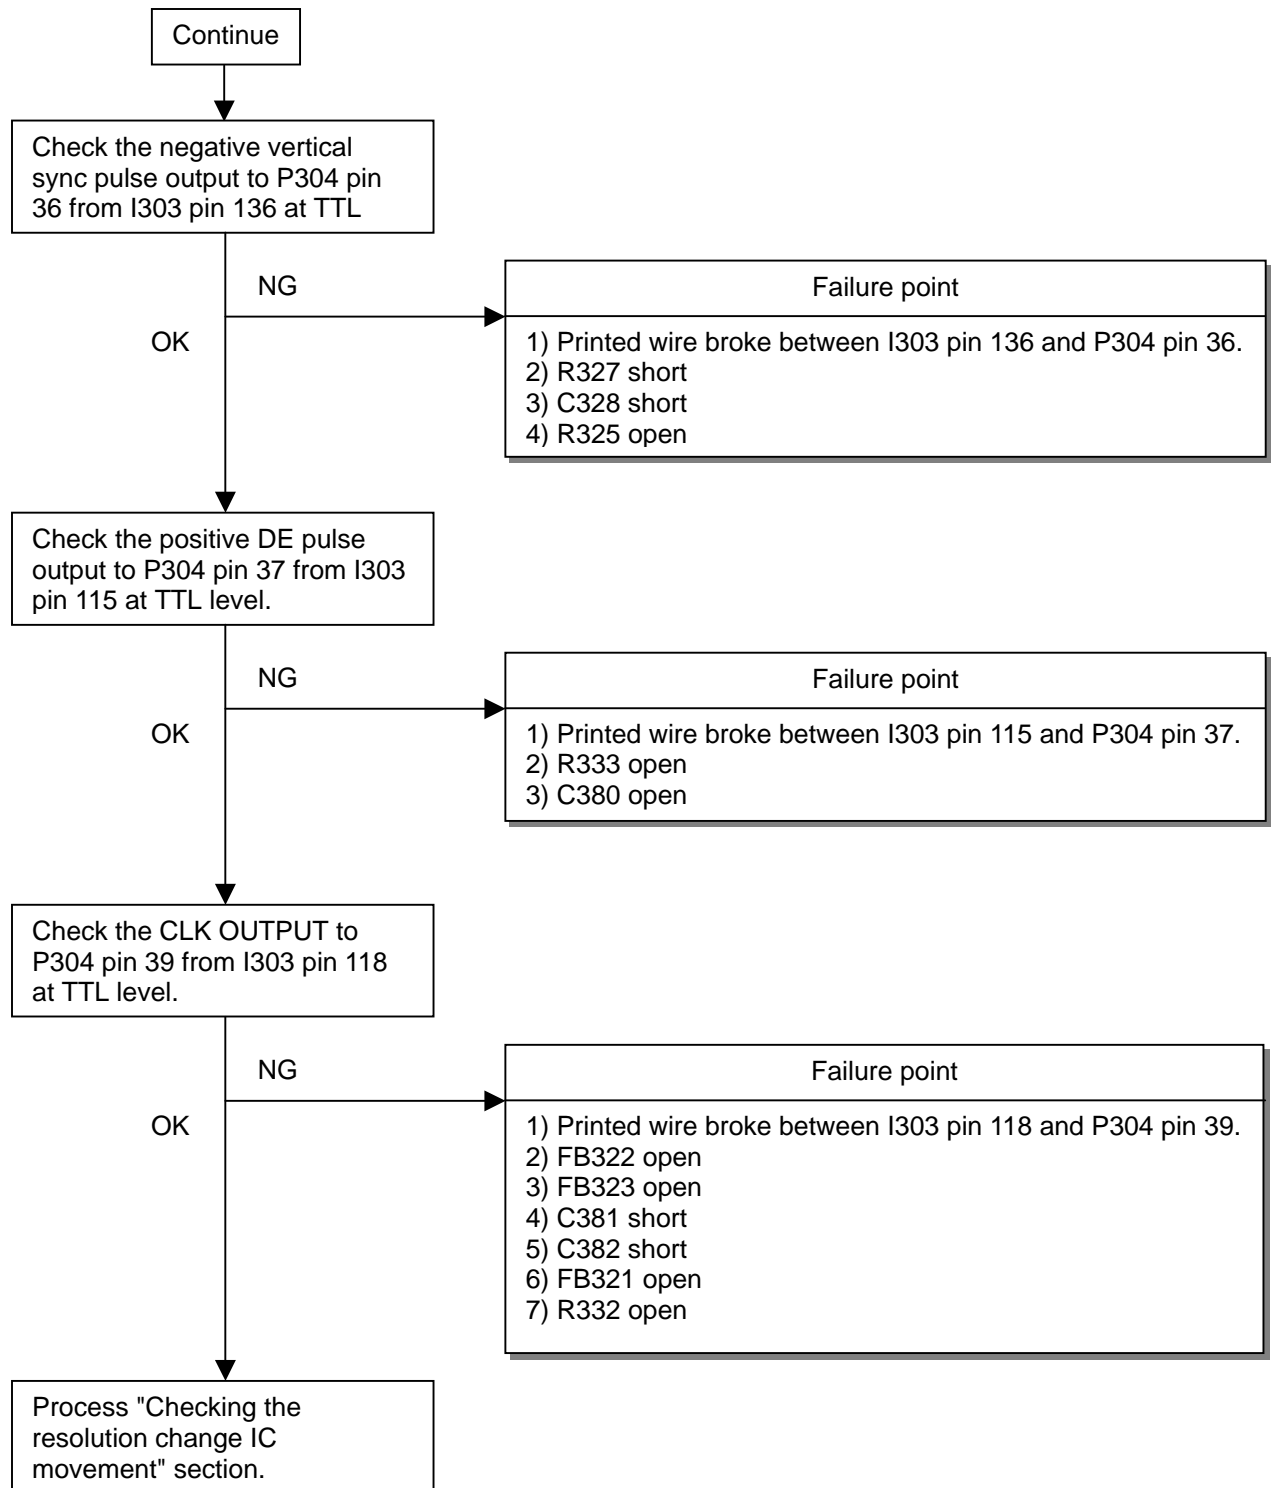 Continue
Check the negative vertical
sync pulse output to P304 pin
36 from I303 pin 136 at TTL
NG
OK
Failure point
1) Printed wire broke between I303 pin 136 and P304 pin 36.
2) R327 short
3) C328 short
4) R325 open
Check the positive DE pulse
output to P304 pin 37 from I303
pin 115 at TTL level.
NG
OK
Failure point
1) Printed wire broke between I303 pin 115 and P304 pin 37.
2) R333 open
3) C380 open
Check the CLK OUTPUT to
P304 pin 39 from I303 pin 118
at TTL level.
NG
OK
Failure point
1) Printed wire broke between I303 pin 118 and P304 pin 39.
2) FB322 open
3) FB323 open
4) C381 short
5) C382 short
6) FB321 open
7) R332 open
Process "Checking the
resolution change IC
movement" section.